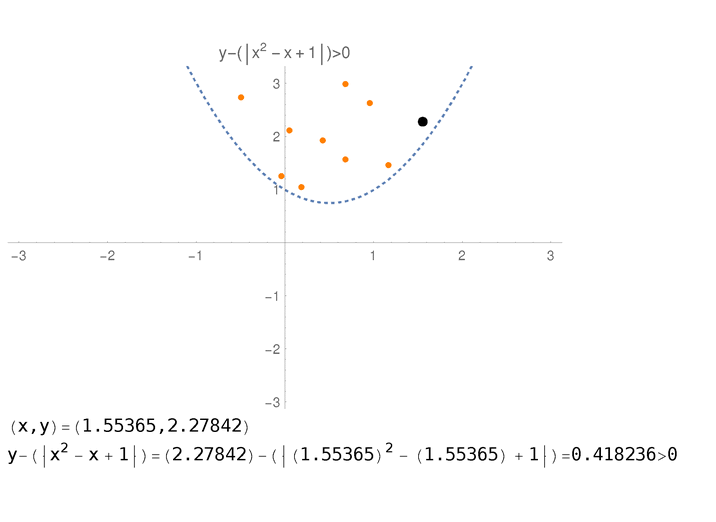 y−(|x² − x + 1|)>0
3
2
1
−3 −2 −1 1 2 3
−1
−2
−3
(x,y) = (1.55365,2.27842)
y− (|x² − x + 1|) = (2.27842) − (| (1.55365)² − (1.55365) + 1|) =0.418236>0